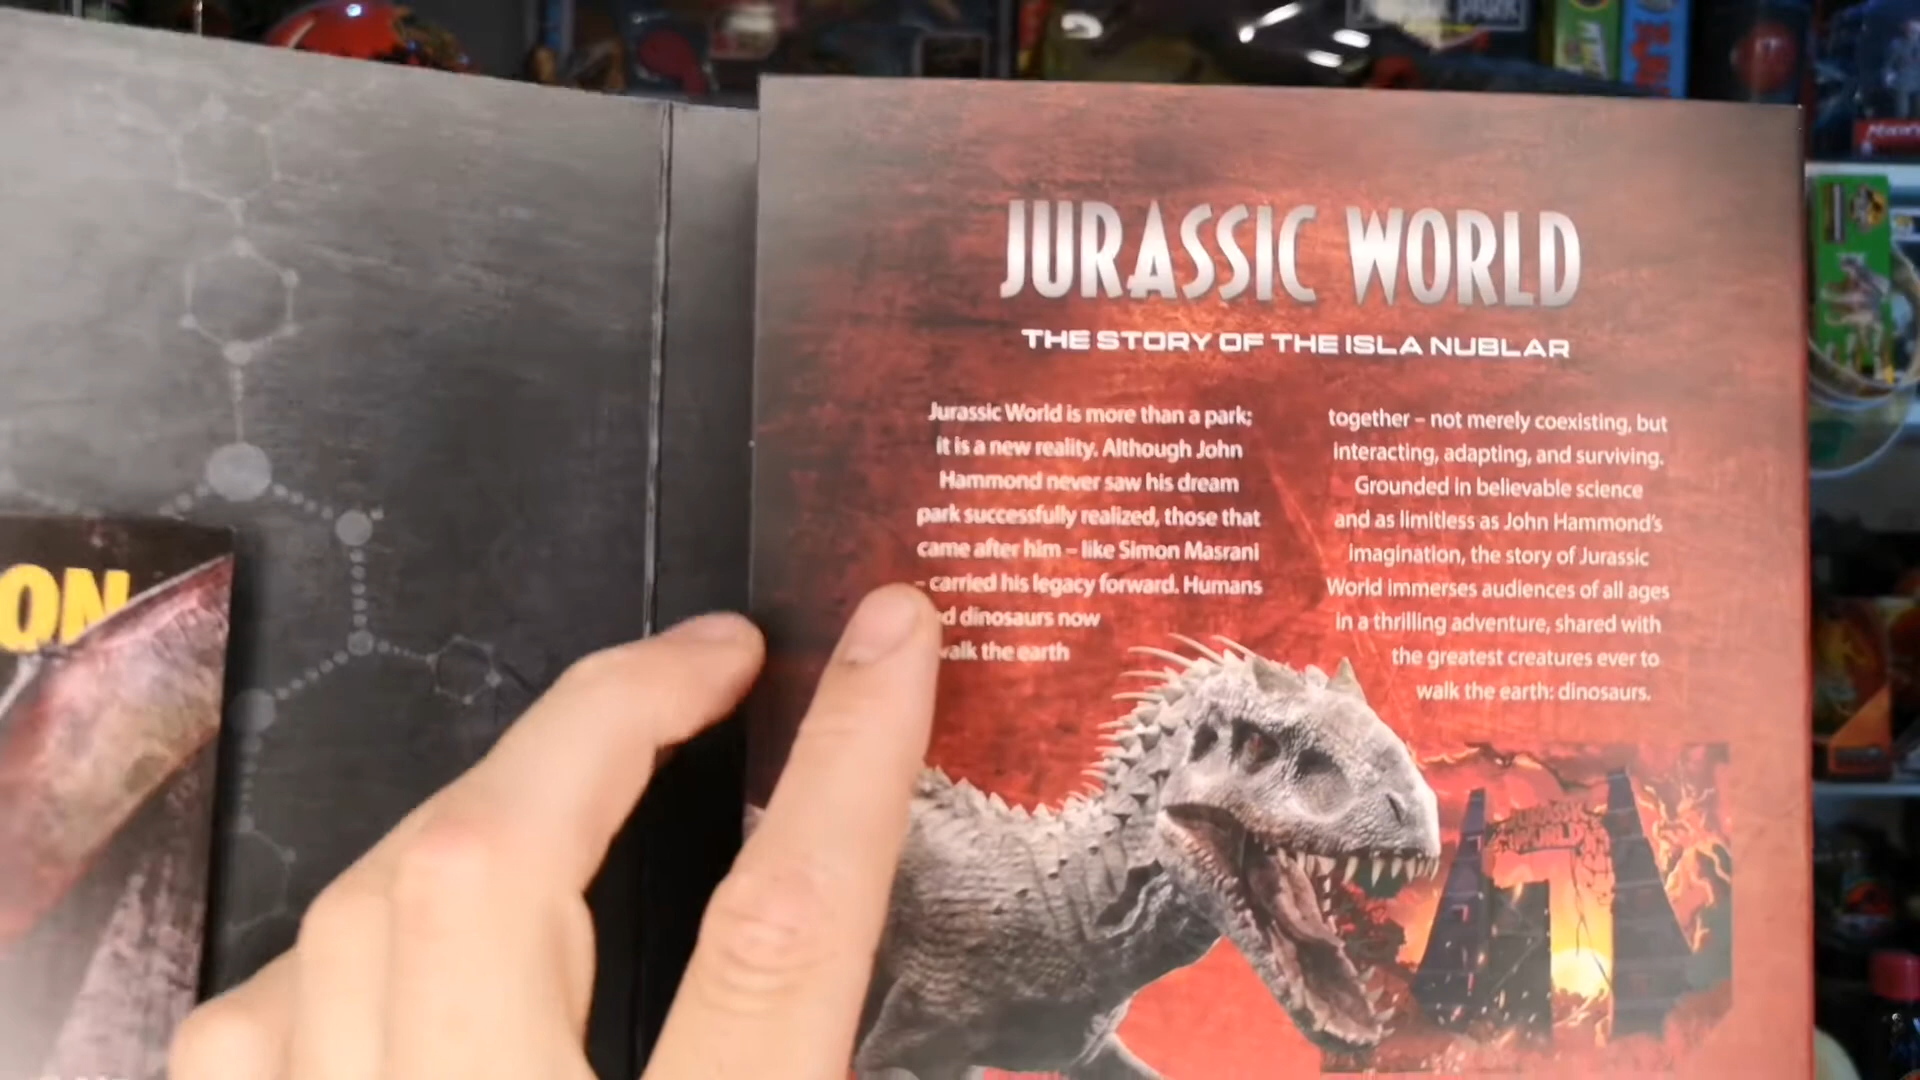 JURASSIC PARK
ON
JURASSIC WORLD
THE STORY OF THE ISLA NUBLAR
Jurassic World is more than a park;
it is a new reality. Although John
Hammond never saw his dream
park successfully realized, those that
came after him – like Simon Masrani
– carried his legacy forward. Humans
d dinosaurs now
walk the earth
together – not merely coexisting, but
interacting, adapting, and surviving.
Grounded in believable science
and as limitless as John Hammond's
imagination, the story of Jurassic
World immerses audiences of all ages
in a thrilling adventure, shared with
the greatest creatures ever to
walk the earth: dinosaurs.
JURASSIC
WORLD